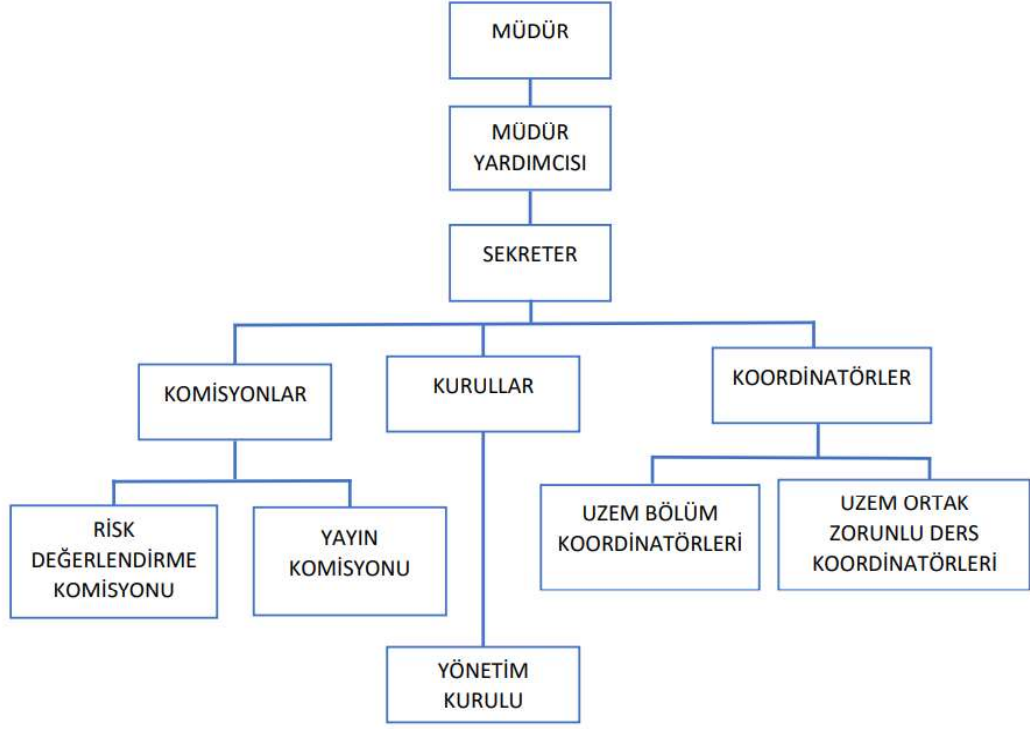 MÜDÜR
MÜDÜR
YARDIMCISI
SEKRETER
KOMİSYONLAR
KURULLAR
KOORDİNATÖRLER
RİSK
DEĞERLENDİRME
KOMİSYONU
YAYIN
KOMİSYONU
UZEM BÖLÜM
KOORDİNATÖRLERİ
UZEM ORTAK
ZORUNLU DERS
KOORDİNATÖRLERİ
YÖNETİM
KURULU